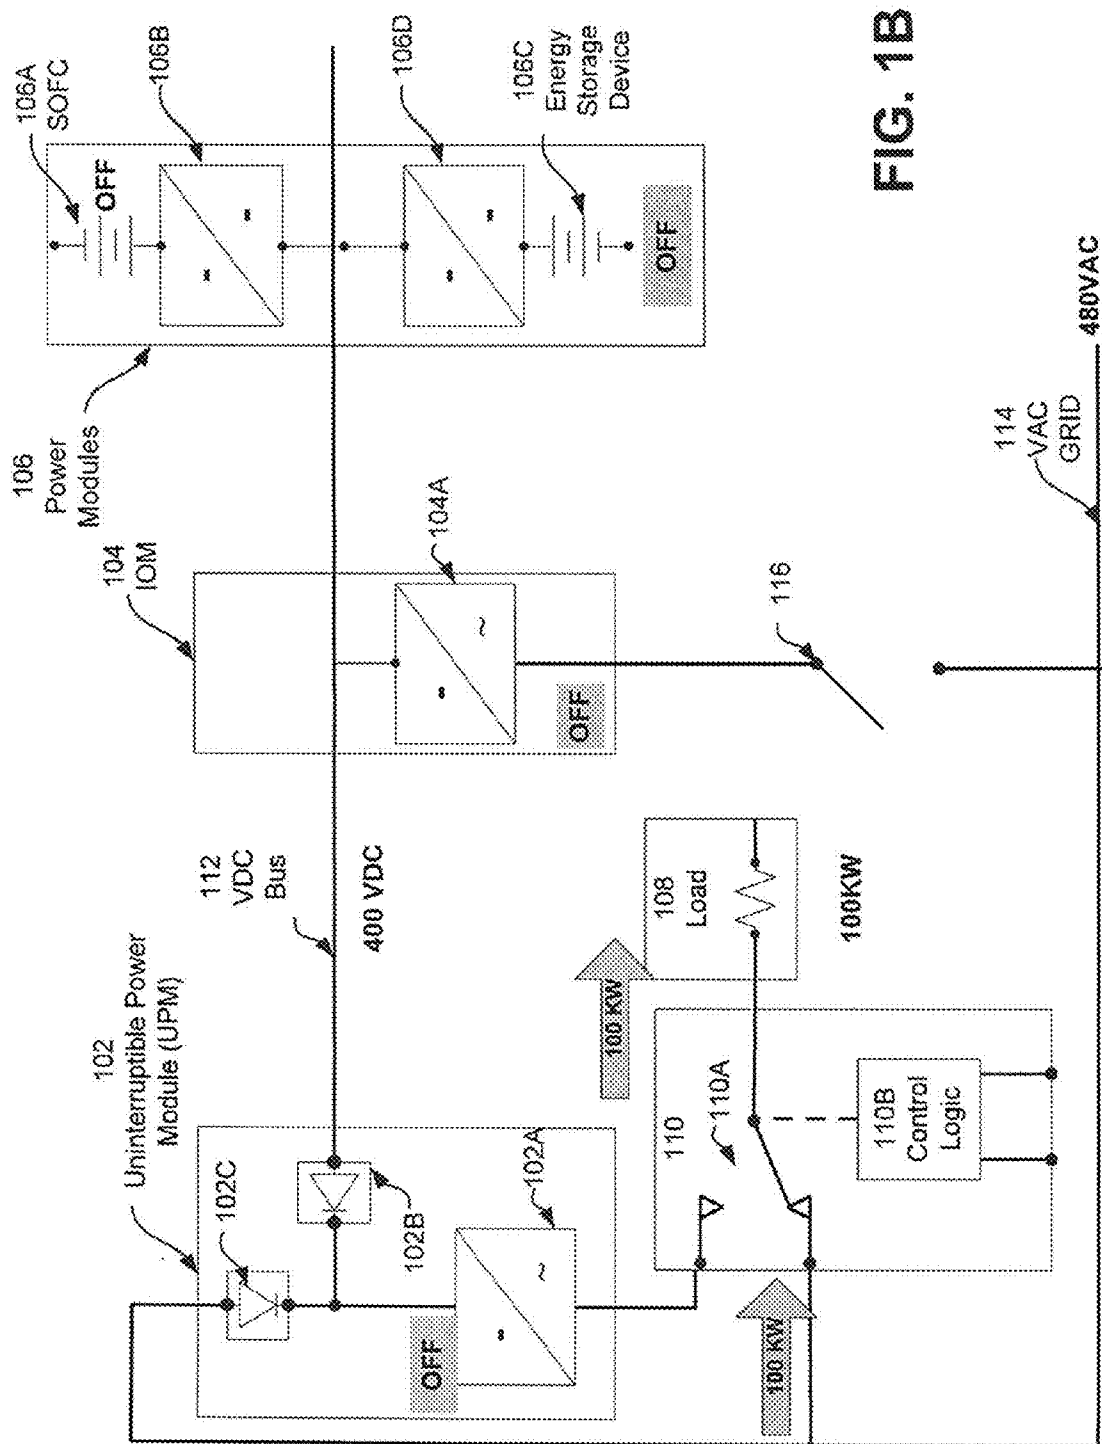 102
Uninterruptible Power
Module (UPM)
102C
102B
102A
OFF
112
VDC
Bus
400 VDC
104
IOM
104A
OFF
106
Power
Modules
106A
SOFC
OFF
106B
106D
106C
Energy
Storage
Device
OFF
100 KW
100 KW
108
Load
100KW
110
110A
110B
Control
Logic
116
114
VAC
GRID
480VAC
FIG. 1B